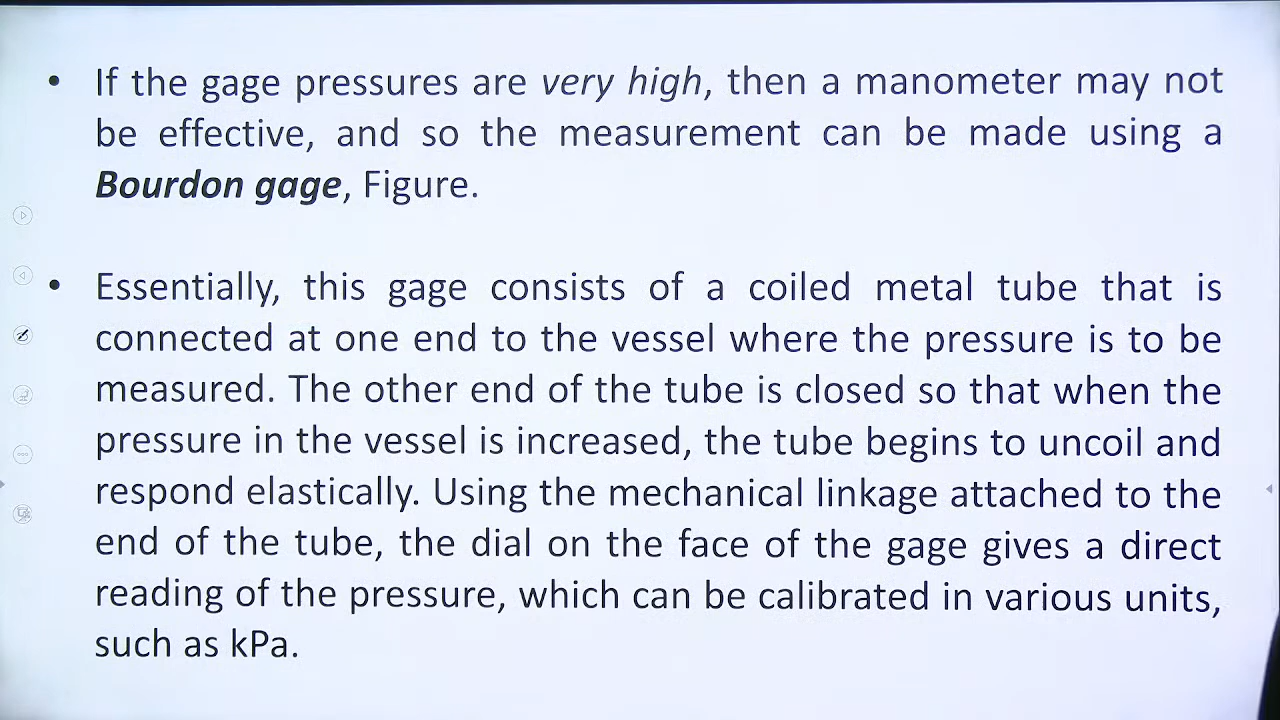 • If the gage pressures are very high, then a manometer may not
be effective, and so the measurement can be made using a
Bourdon gage, Figure.
• Essentially, this gage consists of a coiled metal tube that is
connected at one end to the vessel where the pressure is to be
measured. The other end of the tube is closed so that when the
pressure in the vessel is increased, the tube begins to uncoil and
respond elastically. Using the mechanical linkage attached to the
end of the tube, the dial on the face of the gage gives a direct
reading of the pressure, which can be calibrated in various units,
such as kPa.